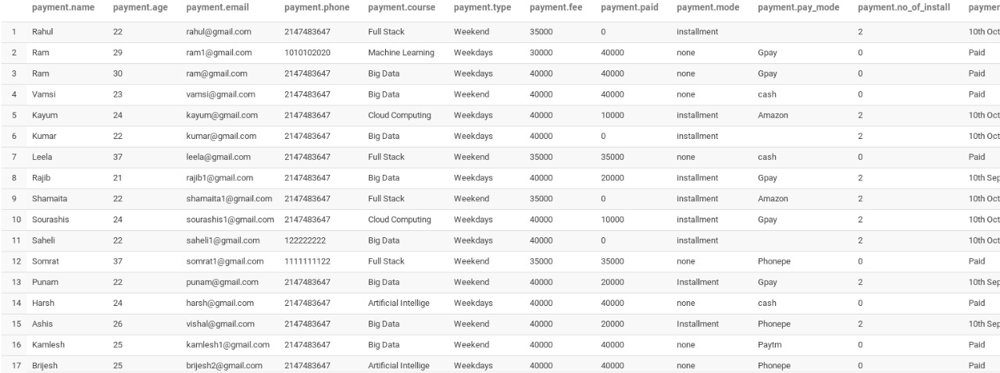 payment.name payment.age payment.email payment.phone payment.course payment.type payment.fee payment.paid payment.mode payment.pay_mode payment.no_of_install paymen
1 Rahul 22 rahul@gmail.com 2147483647 Full Stack Weekend 35000 0 installment 2 10th Oct
2 Ram 29 ram1@gmail.com 1010102020 Machine Learning Weekdays 30000 40000 none Gpay 0 Paid
3 Ram 30 ram@gmail.com 2147483647 Big Data Weekdays 40000 40000 none Gpay 0 Paid
4 Vamsi 23 vamsi@gmail.com 2147483647 Big Data Weekend 40000 40000 none cash 0 Paid
5 Kayum 24 kayum@gmail.com 2147483647 Cloud Computing Weekdays 40000 10000 installment Amazon 2 10th Oct
6 Kumar 22 kumar@gmail.com 2147483647 Big Data Weekdays 40000 0 installment 2 10th Oct
7 Leela 37 leela@gmail.com 2147483647 Full Stack Weekend 35000 35000 none cash 0 Paid
8 Rajib 21 rajib1@gmail.com 2147483647 Big Data Weekdays 40000 20000 installment Gpay 2 10th Sep
9 Shamaita 22 shamaita1@gmail.com 2147483647 Full Stack Weekend 35000 0 installment Amazon 2 10th Oct
10 Sourashis 24 sourashis1@gmail.com 2147483647 Cloud Computing Weekdays 40000 10000 installment Gpay 2 10th Oct
11 Saheli 22 saheli1@gmail.com 122222222 Big Data Weekdays 40000 0 installment 2 10th Oct
12 Somrat 37 somrat1@gmail.com 1111111122 Full Stack Weekend 35000 35000 none Phonepe 0 Paid
13 Punam 22 punam@gmail.com 2147483647 Big Data Weekend 40000 20000 Installment Gpay 2 10th Sep
14 Harsh 24 harsh@gmail.com 2147483647 Artificial Intellige Weekdays 40000 40000 none cash 0 Paid
15 Ashis 26 vishal@gmail.com 2147483647 Big Data Weekend 40000 20000 Installment Phonepe 2 10th Sep
16 Kamlesh 25 kamlesh1@gmail.com 2147483647 Big Data Weekend 40000 40000 none Paytm 0 Paid
17 Brijesh 25 brijesh2@gmail.com 2147483647 Artificial Intellige Weekdays 40000 40000 none Phonepe 0 Paid